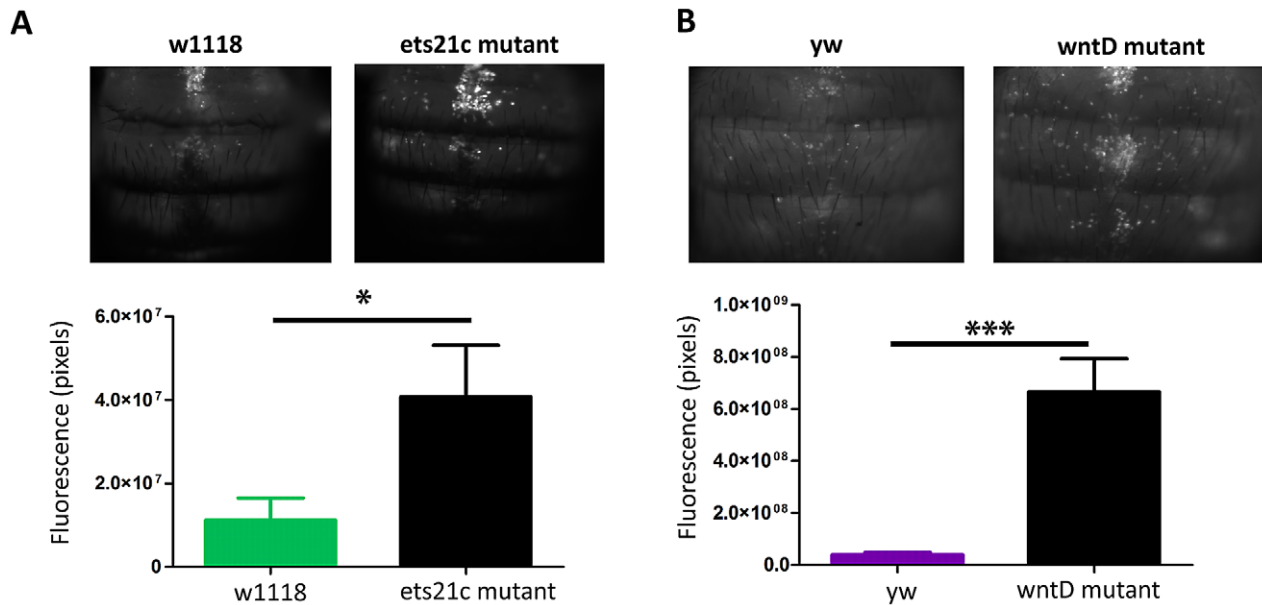 A
w1118
ets21c mutant
Fluorescence (pixels)
6.0×10⁷
4.0×10⁷
2.0×10⁷
0
*
w1118
ets21c mutant
B
yw
wntD mutant
Fluorescence (pixels)
1.0×10⁰⁹
8.0×10⁰⁸
6.0×10⁰⁸
4.0×10⁰⁸
2.0×10⁰⁸
0.0
***
yw
wntD mutant